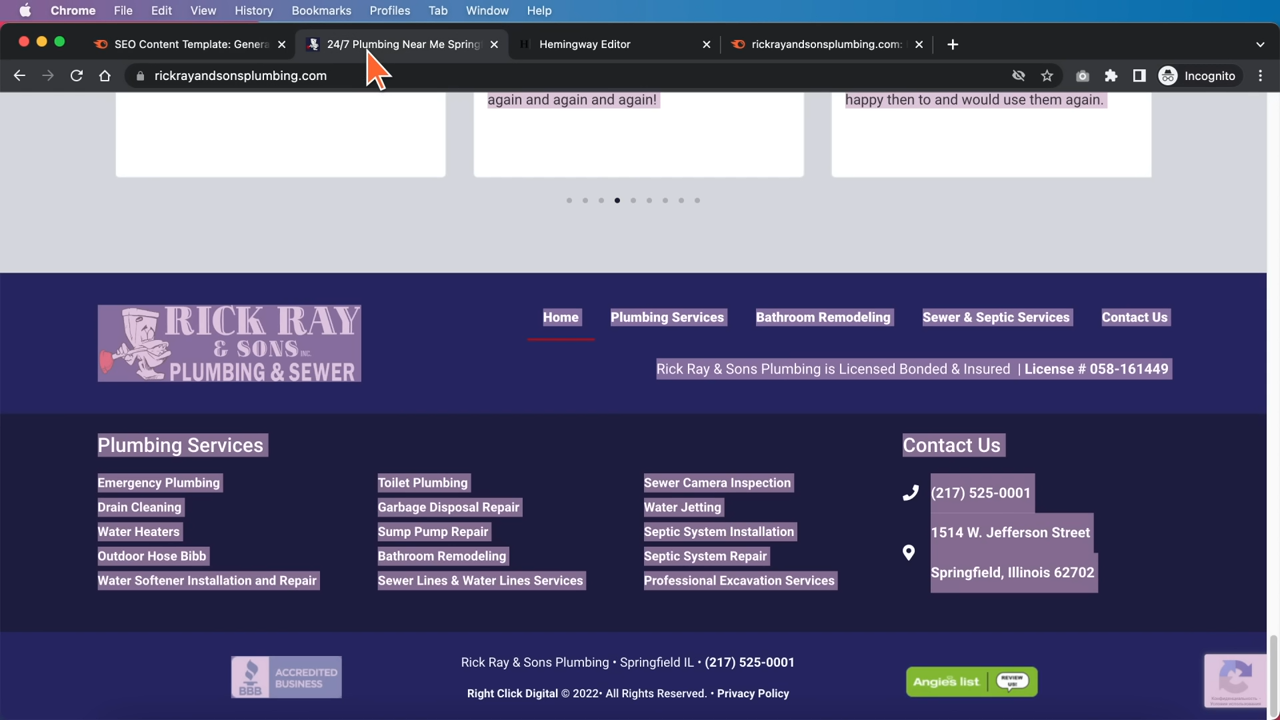 Chrome File Edit View History Bookmarks Profiles Tab Window Help
SEO Content Template: Genera
24/7 Plumbing Near Me Spring
Hemingway Editor
rickrayandsonsplumbing.com:
rickrayandsonsplumbing.com
Incognito
again and again and again!
happy then to and would use them again.
RICK RAY
& SONS INC.
PLUMBING & SEWER
Home Plumbing Services Bathroom Remodeling Sewer & Septic Services Contact Us
Rick Ray & Sons Plumbing is Licensed Bonded & Insured | License # 058-161449
Plumbing Services
Emergency Plumbing
Drain Cleaning
Water Heaters
Outdoor Hose Bibb
Water Softener Installation and Repair
Toilet Plumbing
Garbage Disposal Repair
Sump Pump Repair
Bathroom Remodeling
Sewer Lines & Water Lines Services
Sewer Camera Inspection
Water Jetting
Septic System Installation
Septic System Repair
Professional Excavation Services
Contact Us
(217) 525-0001
1514 W. Jefferson Street
Springfield, Illinois 62702
BBB
ACCREDITED
BUSINESS
Rick Ray & Sons Plumbing • Springfield IL • (217) 525-0001
Right Click Digital © 2022• All Rights Reserved. • Privacy Policy
Angie's list
REVIEW
US!